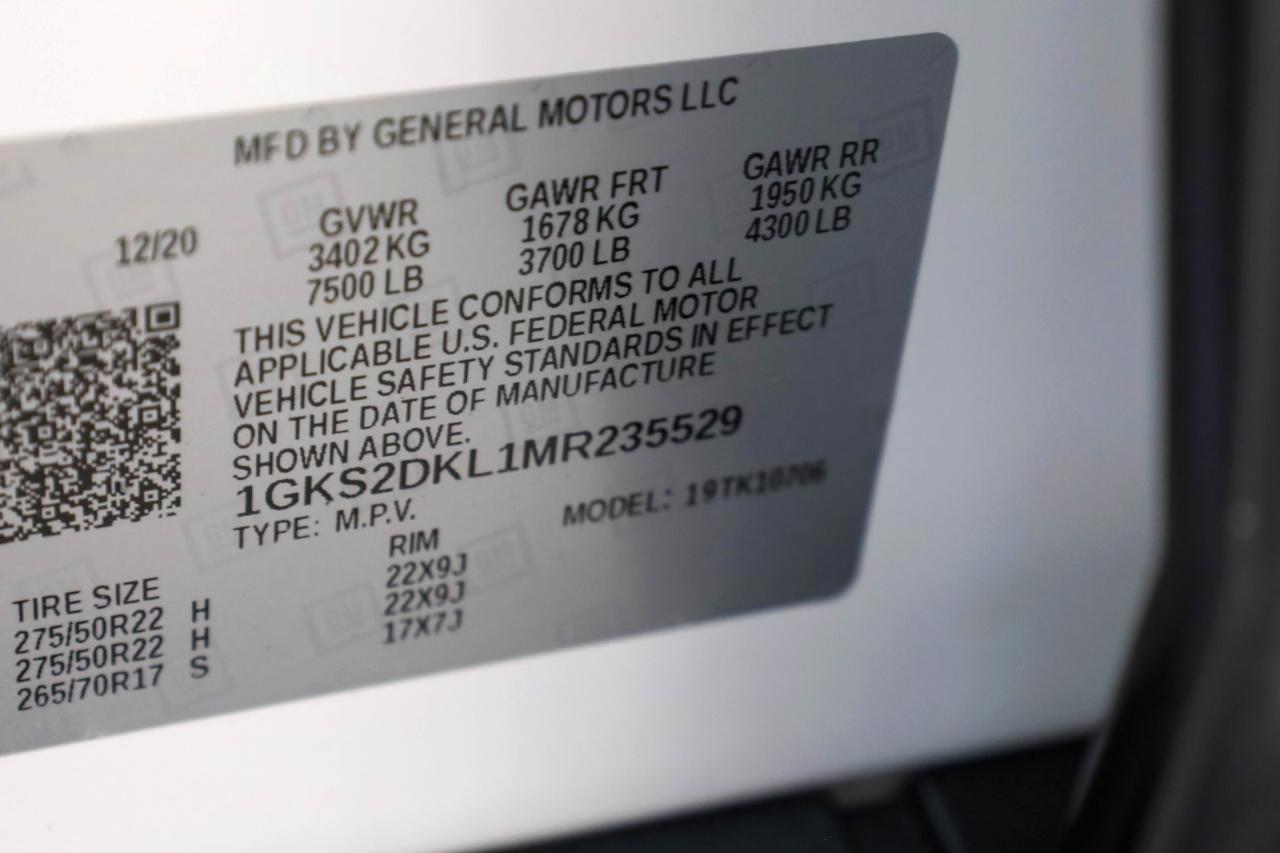 MFD BY GENERAL MOTORS LLC
12/20
GVWR
3402 KG
7500 LB
GAWR FRT
1678 KG
3700 LB
GAWR RR
1950 KG
4300 LB
THIS VEHICLE CONFORMS TO ALL
APPLICABLE U.S. FEDERAL MOTOR
VEHICLE SAFETY STANDARDS IN EFFECT
ON THE DATE OF MANUFACTURE
SHOWN ABOVE.
1GKS2DKL1MR235529
TYPE: M.P.V. MODEL: 19TK10706
TIRE SIZE RIM
275/50R22 H 22X9J
275/50R22 H 22X9J
265/70R17 S 17X7J